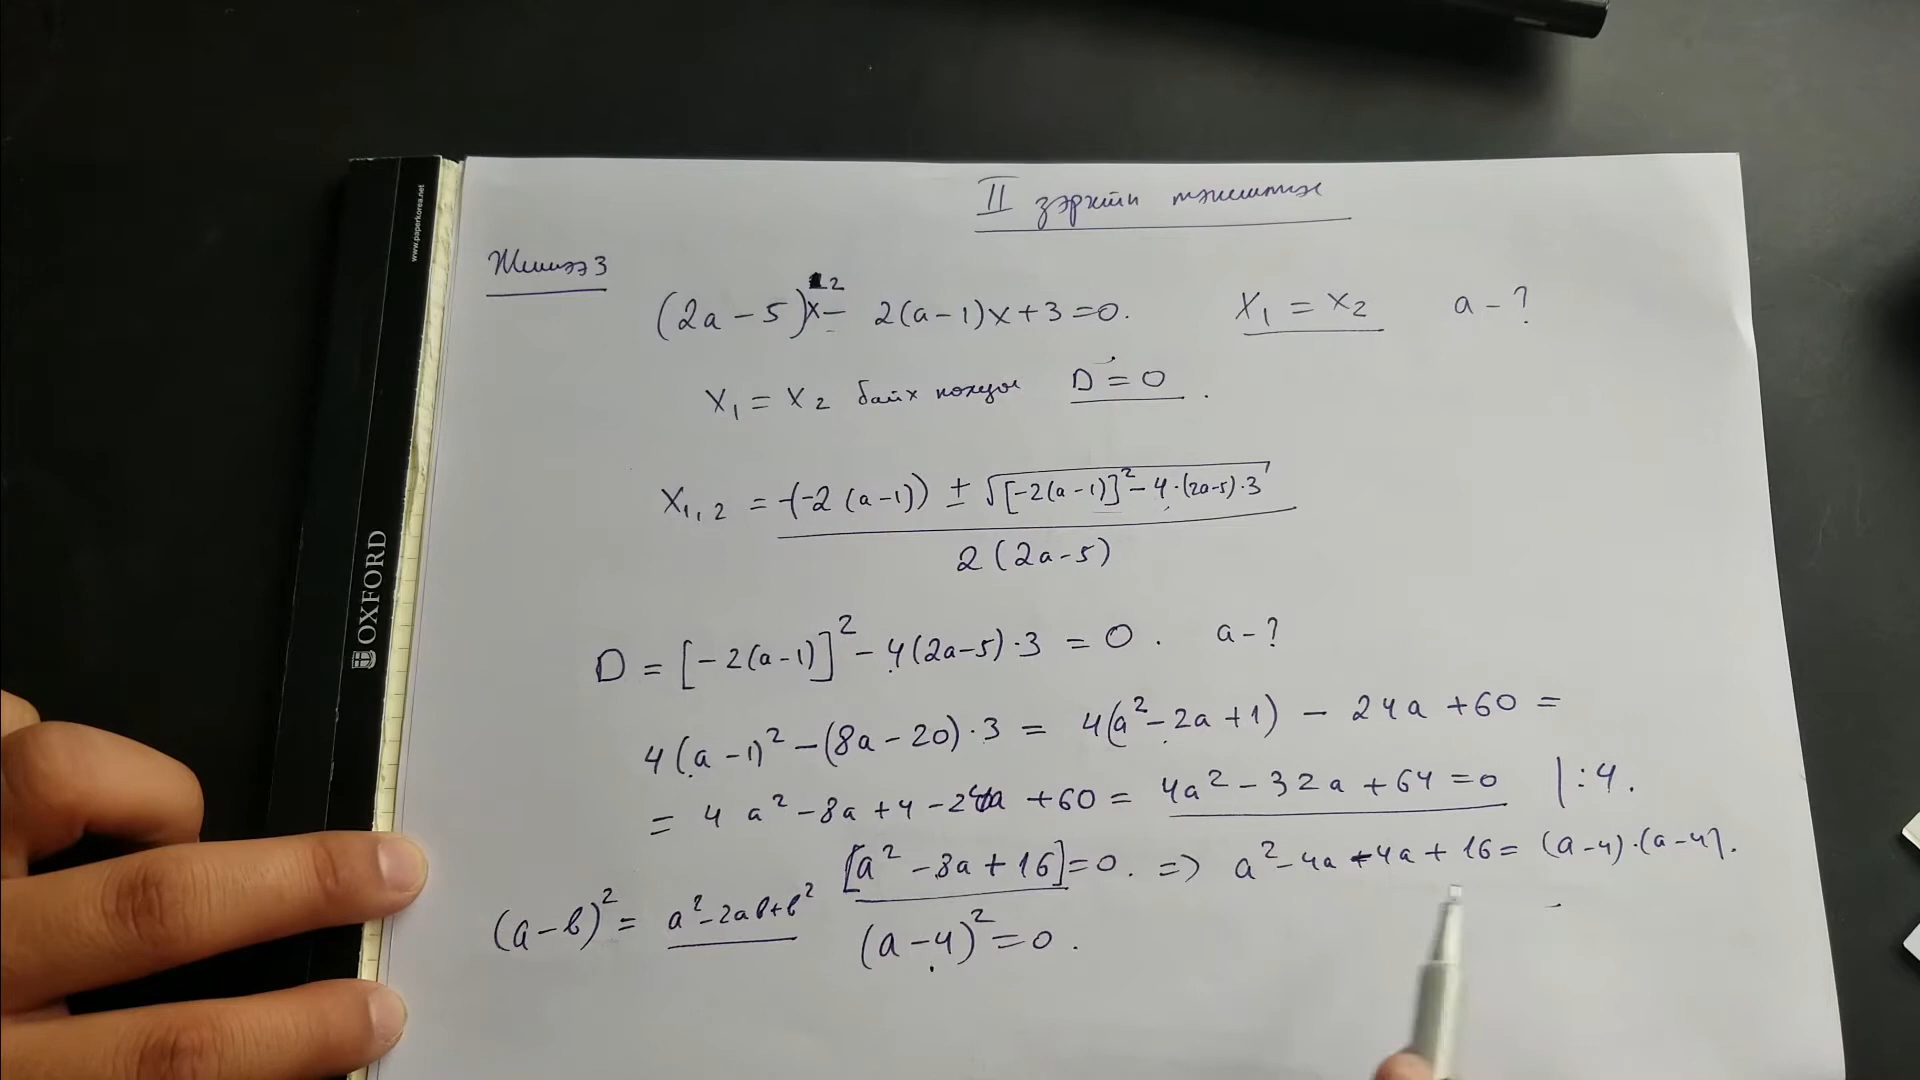 II зэргийн тэгшитгэл
Жишээ 3
(2a - 5)x² - 2(a-1)x + 3 = 0. x₁ = x₂ a - ?
x₁ = x₂ байх нөхцөл D = 0.
x₁,₂ = -(-2(a-1)) ± √[-2(a-1)]² - 4·(2a-5)·3
2(2a-5)
D = [-2(a-1)]² - 4(2a-5)·3 = 0. a - ?
4(a-1)² - (8a-20)·3 = 4(a² - 2a + 1) - 24a + 60 =
= 4a² - 8a + 4 - 24a + 60 = 4a² - 32a + 64 = 0 |:4.
[a² - 8a + 16] = 0. => a² - 4a - 4a + 16 = (a-4)·(a-4).
(a-b)² = a² - 2ab + b² (a-4)² = 0.
OXFORD
www.paperkorea.net